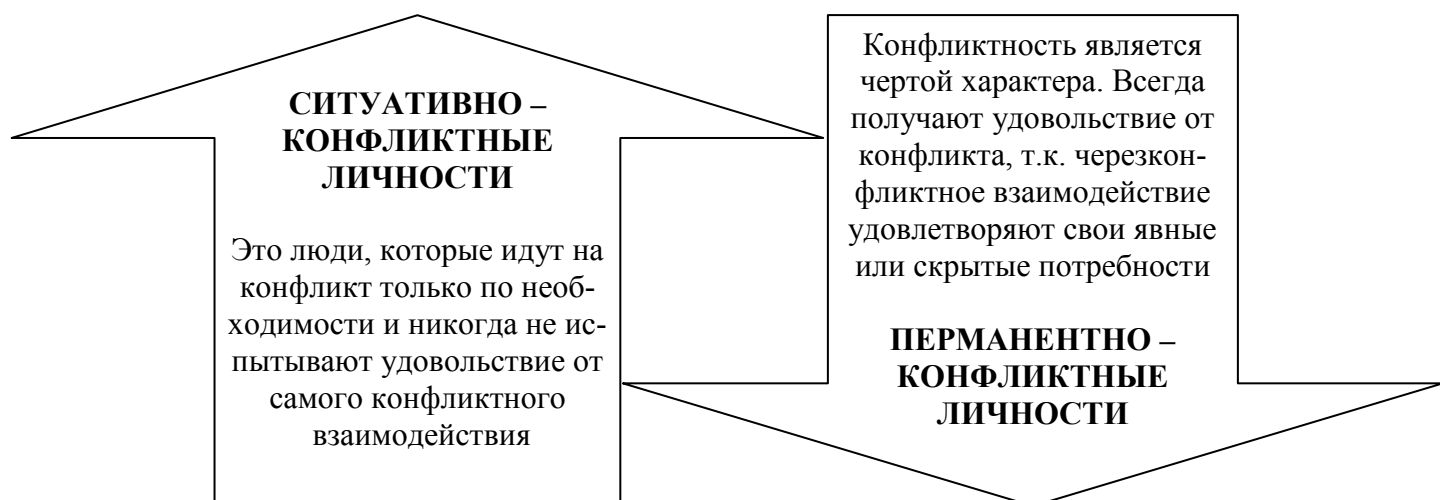 СИТУАТИВНО –
КОНФЛИКТНЫЕ
ЛИЧНОСТИ
Это люди, которые идут на
конфликт только по необ-
ходимости и никогда не ис-
пытывают удовольствие от
самого конфликтного
взаимодействия
Конфликтность является
чертой характера. Всегда
получают удовольствие от
конфликта, т.к. черезкон-
фликтное взаимодействие
удовлетворяют свои явные
или скрытые потребности
ПЕРМАНЕНТНО –
КОНФЛИКТНЫЕ
ЛИЧНОСТИ